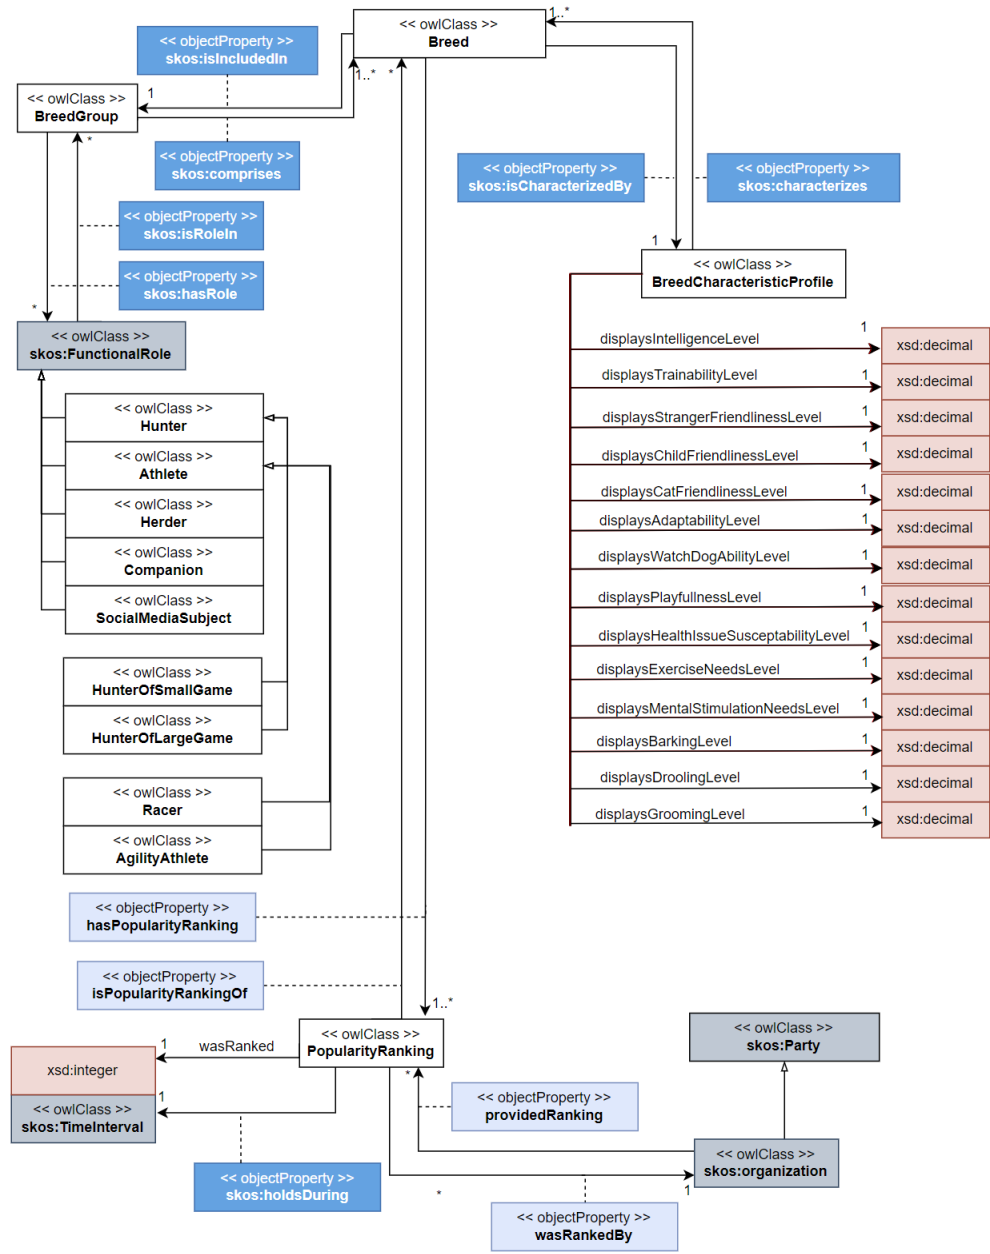 << owlClass >>
Breed
1..*
<< objectProperty >>
skos:isIncludedIn
1..*
*
1
<< owlClass >>
BreedGroup
*
<< objectProperty >>
skos:comprises
<< objectProperty >>
skos:isCharacterizedBy
<< objectProperty >>
skos:characterizes
<< objectProperty >>
skos:isRoleIn
1
<< owlClass >>
BreedCharacteristicProfile
<< objectProperty >>
skos:hasRole
*
<< owlClass >>
skos:FunctionalRole
displaysIntelligenceLevel
1
xsd:decimal
displaysTrainabilityLevel
1
xsd:decimal
displaysStrangerFriendlinessLevel
1
xsd:decimal
displaysChildFriendlinessLevel
1
xsd:decimal
displaysCatFriendlinessLevel
1
xsd:decimal
displaysAdaptabilityLevel
1
xsd:decimal
displaysWatchDogAbilityLevel
1
xsd:decimal
displaysPlayfullnessLevel
1
xsd:decimal
displaysHealthIssueSusceptabilityLevel
1
xsd:decimal
displaysExerciseNeedsLevel
1
xsd:decimal
displaysMentalStimulationNeedsLevel
1
xsd:decimal
displaysBarkingLevel
1
xsd:decimal
displaysDroolingLevel
1
xsd:decimal
displaysGroomingLevel
1
xsd:decimal
<< owlClass >>
Hunter
<< owlClass >>
Athlete
<< owlClass >>
Herder
<< owlClass >>
Companion
<< owlClass >>
SocialMediaSubject
<< owlClass >>
HunterOfSmallGame
<< owlClass >>
HunterOfLargeGame
<< owlClass >>
Racer
<< owlClass >>
AgilityAthlete
<< objectProperty >>
hasPopularityRanking
<< objectProperty >>
isPopularityRankingOf
1..*
<< owlClass >>
PopularityRanking
*
<< owlClass >>
skos:Party
1
wasRanked
xsd:integer
1
<< owlClass >>
skos:TimeInterval
<< objectProperty >>
providedRanking
<< owlClass >>
skos:organization
<< objectProperty >>
skos:holdsDuring
*
1
<< objectProperty >>
wasRankedBy